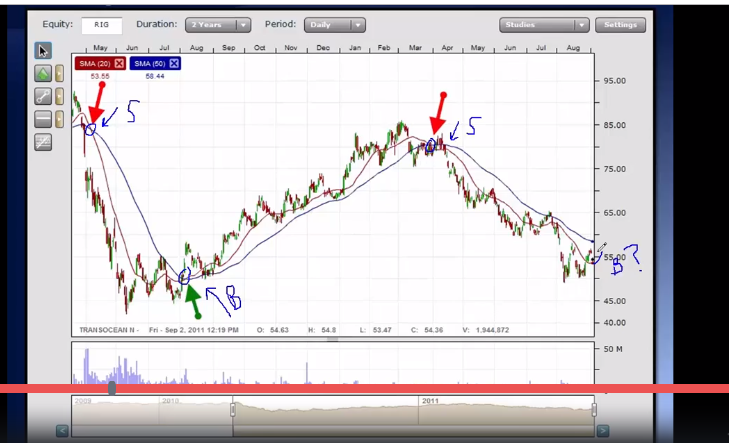 Equity: RIG Duration: 2 Years Period: Daily Studies Settings
May Jun Jul Aug Sep Oct Nov Dec Jan Feb Mar Apr May Jun Jul Aug
SMA (20) SMA (50)
53.55 58.44
95.00
S
S
85.00
75.00
65.00
55.00
B?
B
45.00
40.00
TRANSOCEAN N - Fri - Sep 2, 2011 12:19 PM O: 54.63 H: 54.8 L: 53.47 C: 54.36 V: 1.944.872
50 M
2009 2010 2011